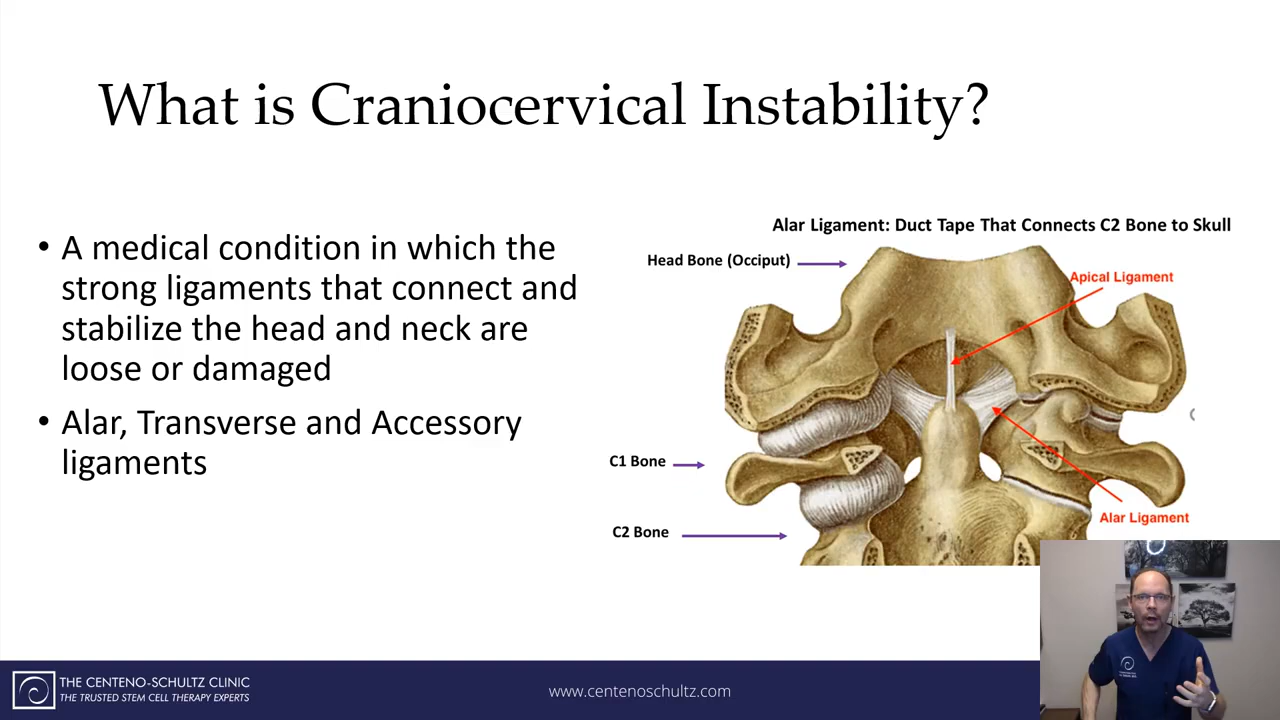 What is Craniocervical Instability?
• A medical condition in which the
strong ligaments that connect and
stabilize the head and neck are
loose or damaged
• Alar, Transverse and Accessory
ligaments
Alar Ligament: Duct Tape That Connects C2 Bone to Skull
Head Bone (Occiput)
Apical Ligament
C1 Bone
Alar Ligament
C2 Bone
THE CENTENO-SCHULTZ CLINIC
THE TRUSTED STEM CELL THERAPY EXPERTS
www.centenoschultz.com